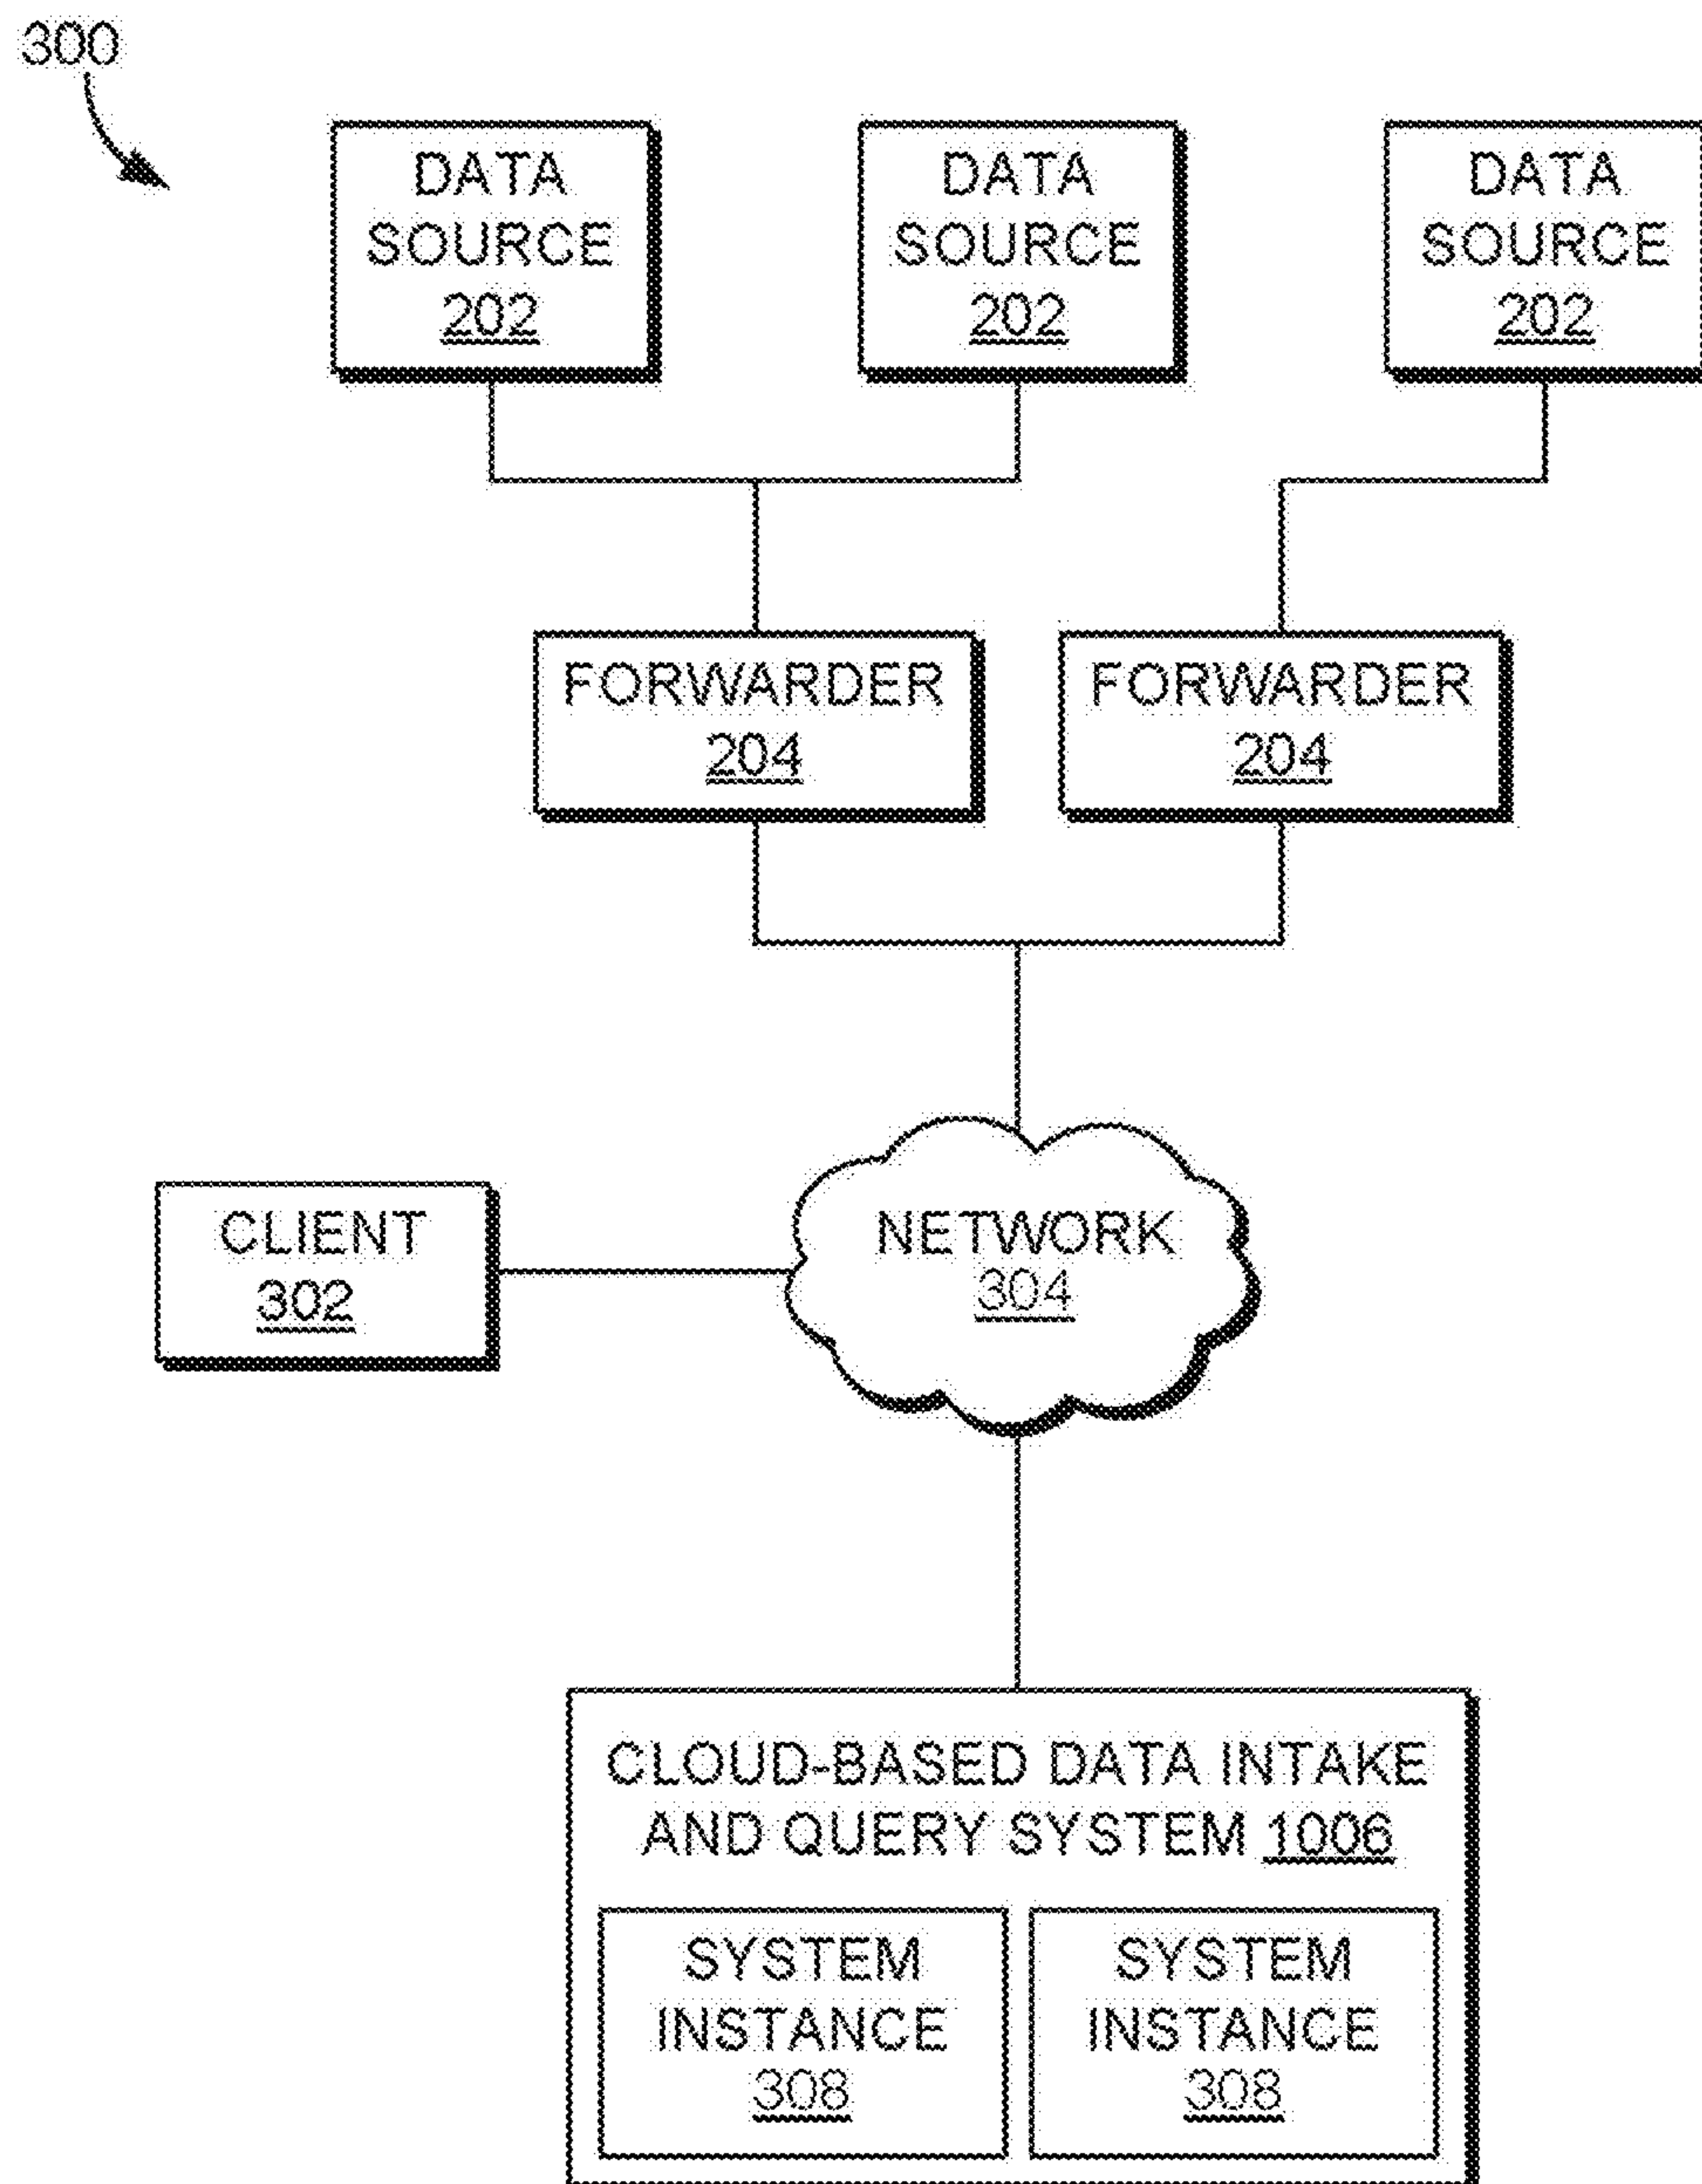 300
DATA
SOURCE
202
DATA
SOURCE
202
DATA
SOURCE
202
FORWARDER
204
FORWARDER
204
CLIENT
302
NETWORK
304
CLOUD-BASED DATA INTAKE
AND QUERY SYSTEM 1006
SYSTEM
INSTANCE
308
SYSTEM
INSTANCE
308